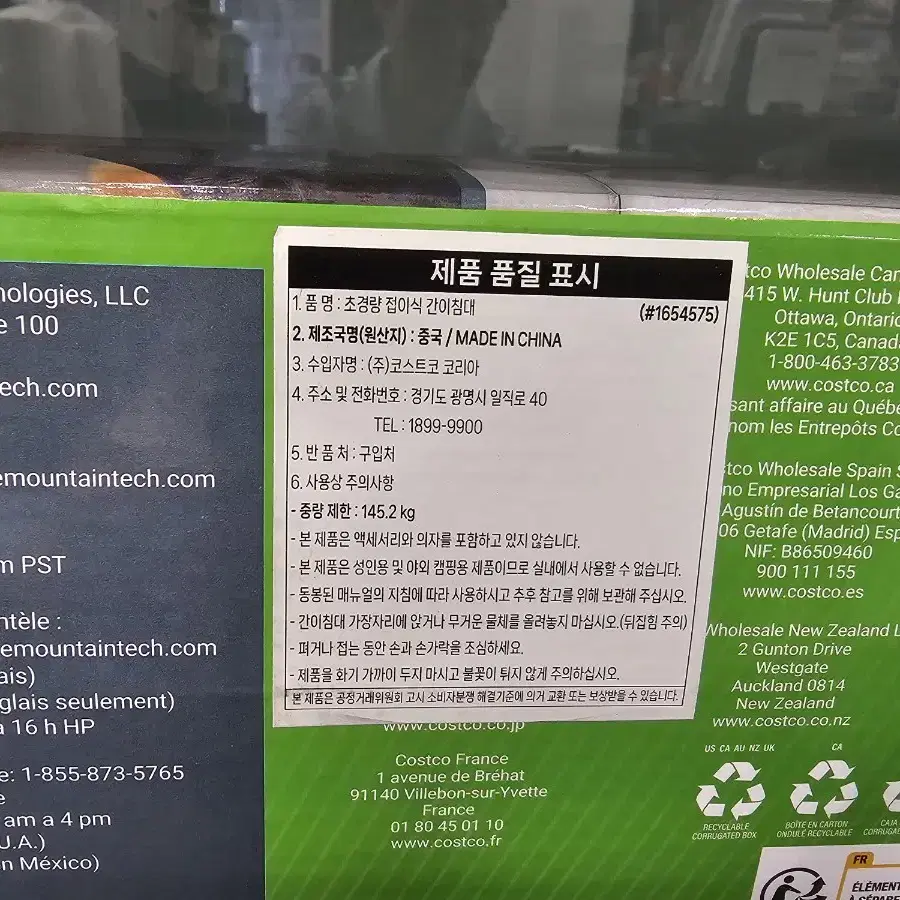 nologies, LLC
e 100
ech.com
emountaintech.com
m PST
ntèle :
emountaintech.com
ais)
glais seulement)
à 16 h HP
e: 1-855-873-5765
e
am a 4 pm
U.A.)
n México)
제품 품질 표시
1. 품 명 : 초경량 접이식 간이침대 (#1654575)
2. 제조국명(원산지) : 중국 / MADE IN CHINA
3. 수입자명 : (주)코스트코 코리아
4. 주소 및 전화번호 : 경기도 광명시 일직로 40
TEL : 1899-9900
5. 반 품 처 : 구입처
6. 사용상 주의사항
- 중량 제한 : 145.2 kg
- 본 제품은 액세서리와 의자를 포함하고 있지 않습니다.
- 본 제품은 성인용 및 야외 캠핑용 제품이므로 실내에서 사용할 수 없습니다.
- 동봉된 매뉴얼의 지침에 따라 사용하시고 추후 참고를 위해 보관해 주십시오.
- 간이침대 가장자리에 앉거나 무거운 물체를 올려놓지 마십시오.(뒤집힘 주의)
- 펴거나 접는 동안 손과 손가락을 조심하세요.
- 제품을 화기 가까이 두지 마시고 불꽃이 튀지 않게 주의하십시오.
본 제품은 공정거래위원회 고시 소비자분쟁 해결기준에 의거 교환 또는 보상받을 수 있습니다.
www.costco.co.jp
Costco France
1 avenue de Bréhat
91140 Villebon-sur-Yvette
France
01 80 45 01 10
www.costco.fr
tco Wholesale Can
415 W. Hunt Club
Ottawa, Ontario
K2E 1C5, Canada
1-800-463-3783
www.costco.ca
sant affaire au Québe
nom les Entrepôts Co
tco Wholesale Spain S
no Empresarial Los Ga
Agustín de Betancourt
06 Getafe (Madrid) Esp
NIF: B86509460
900 111 155
www.costco.es
Wholesale New Zealand L
2 Gunton Drive
Westgate
Auckland 0814
New Zealand
www.costco.co.nz
US CA AU NZ UK
RECYCLABLE
CORRUGATED BOX
CA
BOÎTE EN CARTON
ONDULÉ RECYCLABLE
CAJA
CORRUGA
FR
ÉLÉMEN
À SÉPARE